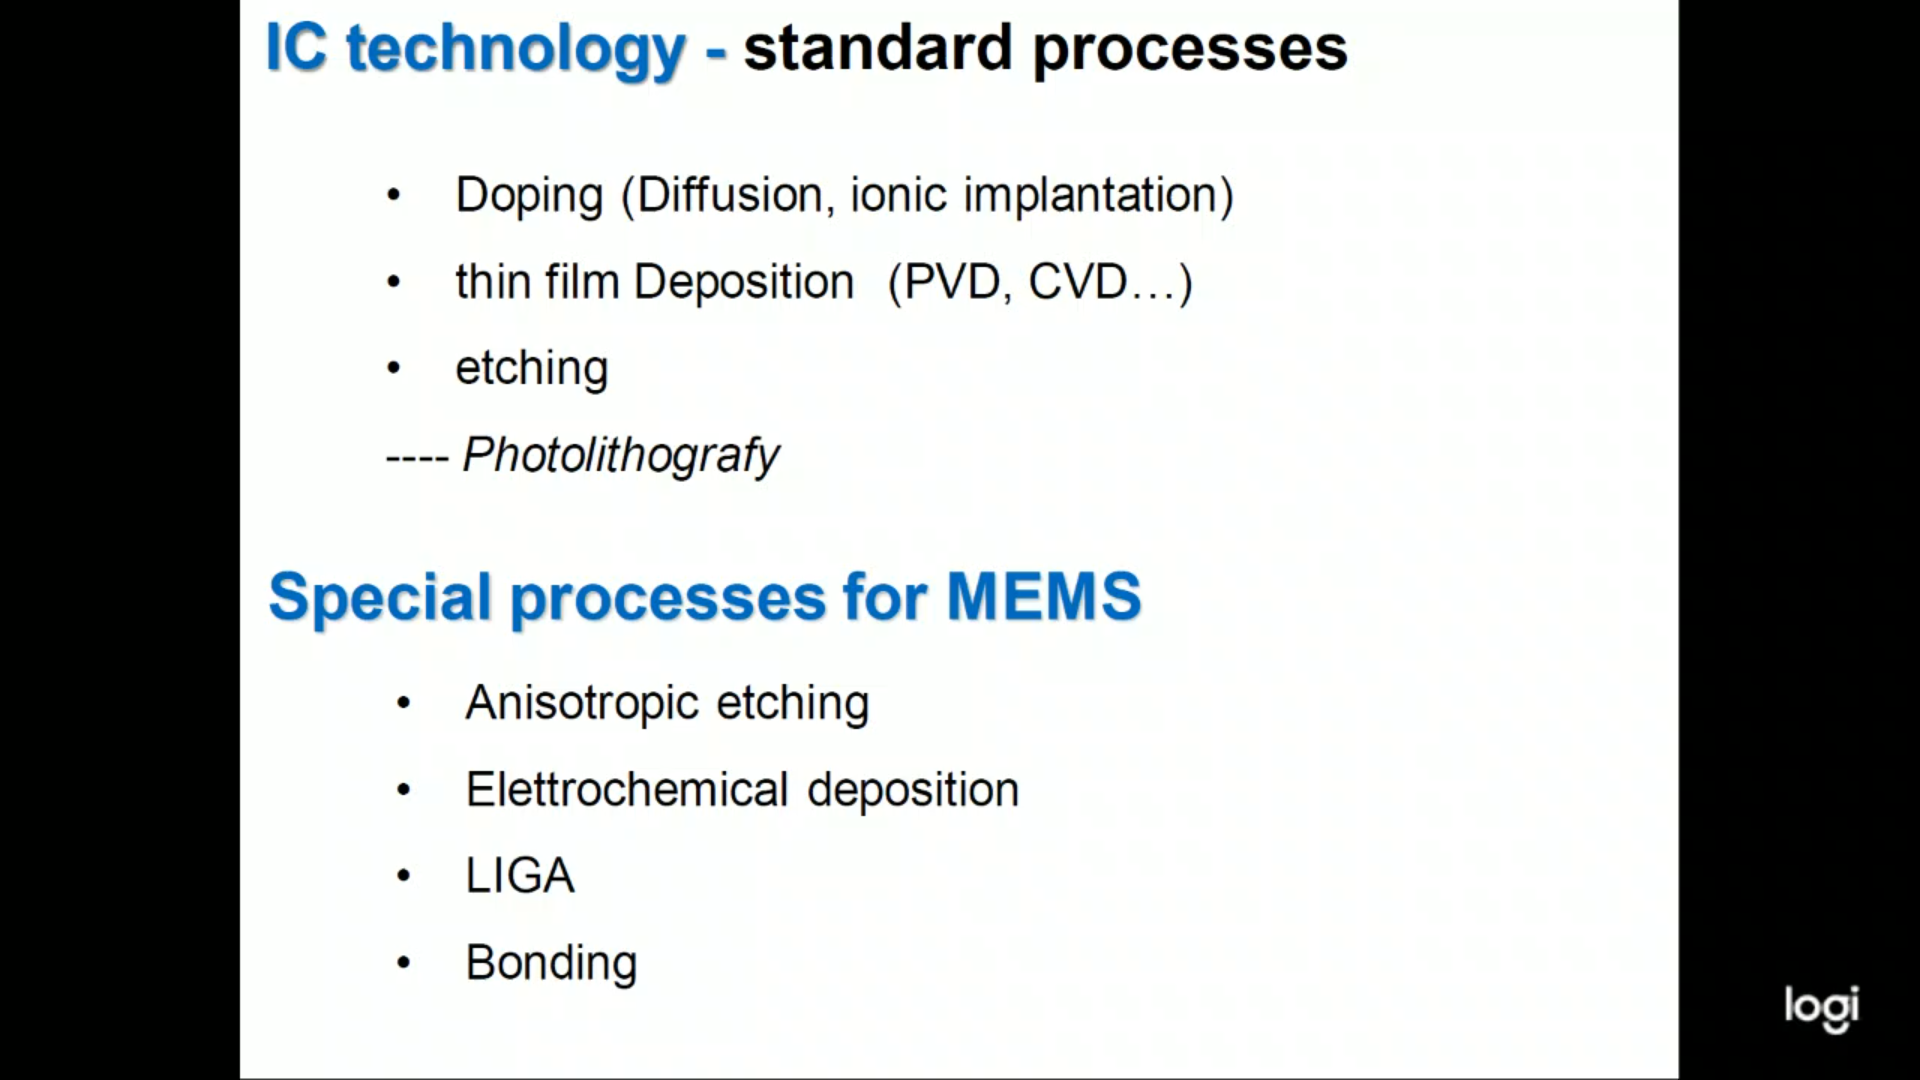 IC technology - standard processes
• Doping (Diffusion, ionic implantation)
• thin film Deposition (PVD, CVD…)
• etching
---- Photolithografy
Special processes for MEMS
• Anisotropic etching
• Elettrochemical deposition
• LIGA
• Bonding
logi